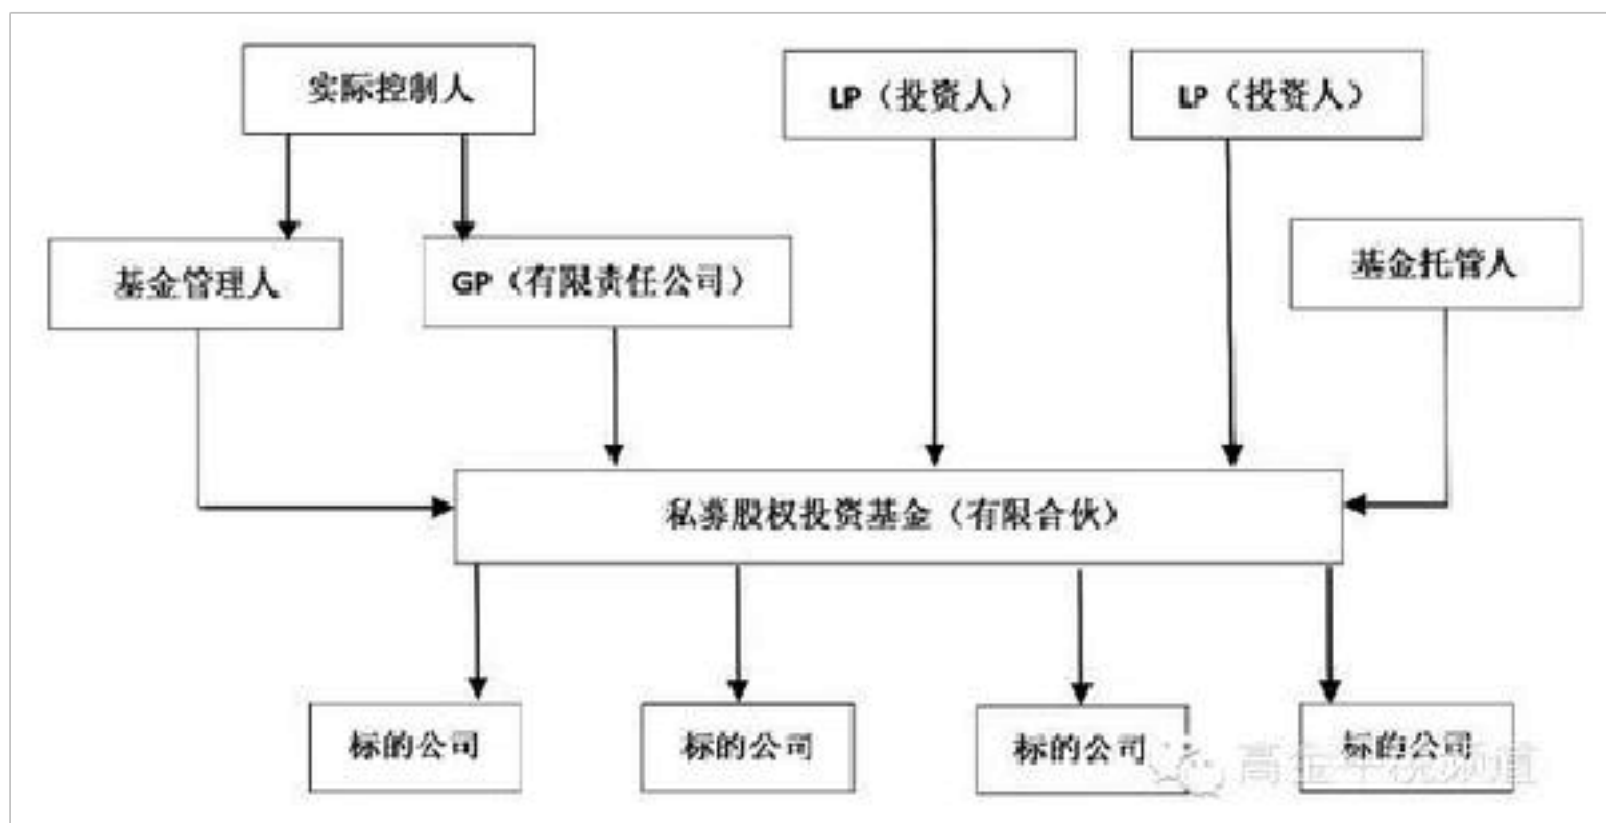 实际控制人
LP（投资人）
LP（投资人）
基金管理人
GP（有限责任公司）
基金托管人
私募股权投资基金（有限合伙）
标的公司
标的公司
标的公司
标的公司